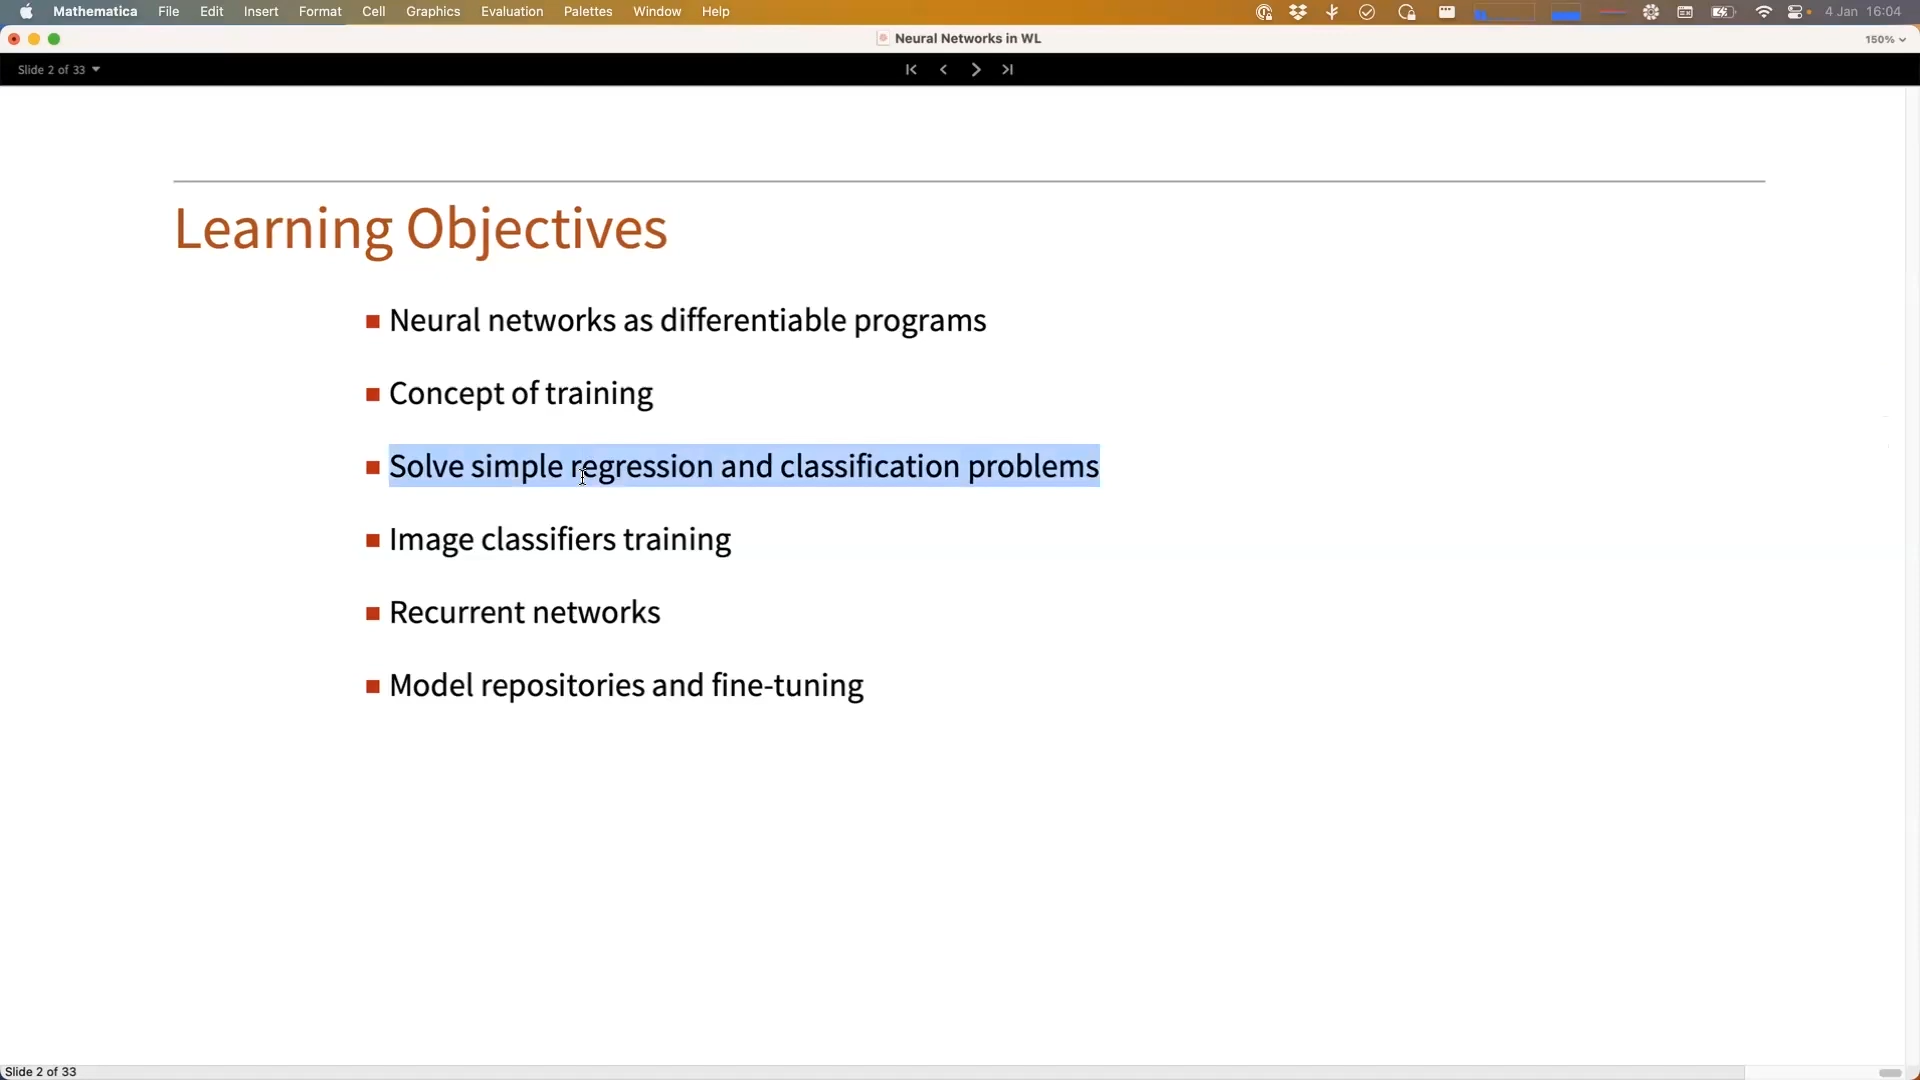 Mathematica File Edit Insert Format Cell Graphics Evaluation Palettes Window Help 4 Jan 16:04
Neural Networks in WL 150%
Slide 2 of 33
Learning Objectives
Neural networks as differentiable programs
Concept of training
Solve simple regression and classification problems
Image classifiers training
Recurrent networks
Model repositories and fine-tuning
Slide 2 of 33